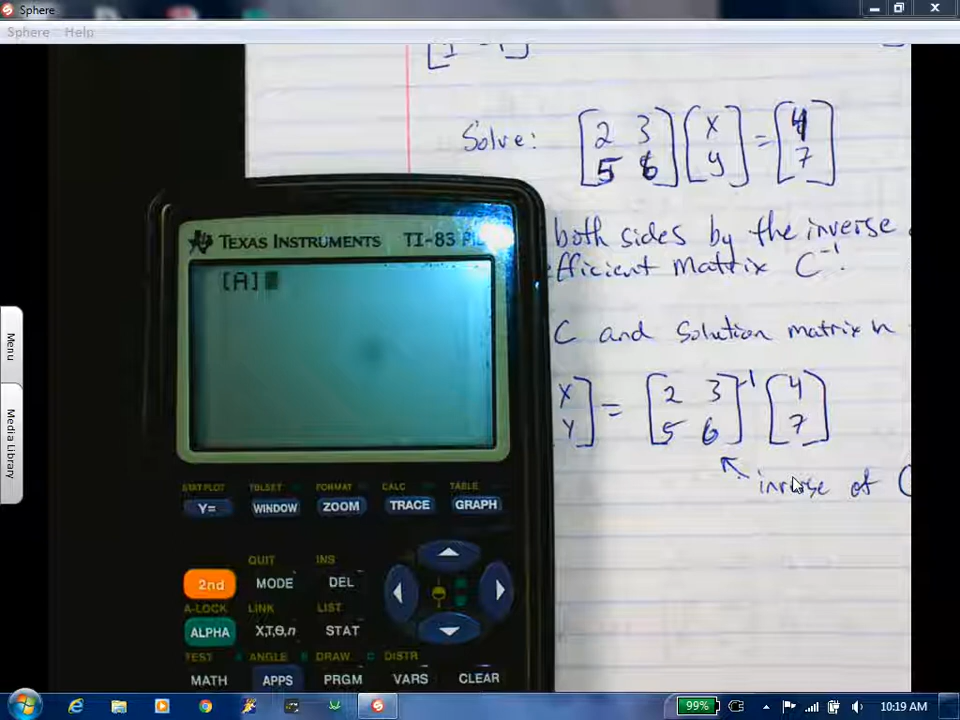 Sphere
Sphere Help
Solve: [2 3 5 6] [x y] = [4 7]
both sides by the inverse
efficient Matrix C⁻¹.
C and solution matrix
[x y] = [2 3 5 6]⁻¹ [4 7]
inverse of C
TEXAS INSTRUMENTS TI-83
[A]
STAT PLOT TBLSET FORMAT CALC TABLE
Y= WINDOW ZOOM TRACE GRAPH
QUIT INS
2nd MODE DEL
A-LOCK LINK LIST
ALPHA X,T,θ,n STAT
TEST A ANGLE B DRAW C DISTR
MATH APPS PRGM VARS CLEAR
Menu
Media Library
99% 10:19 AM